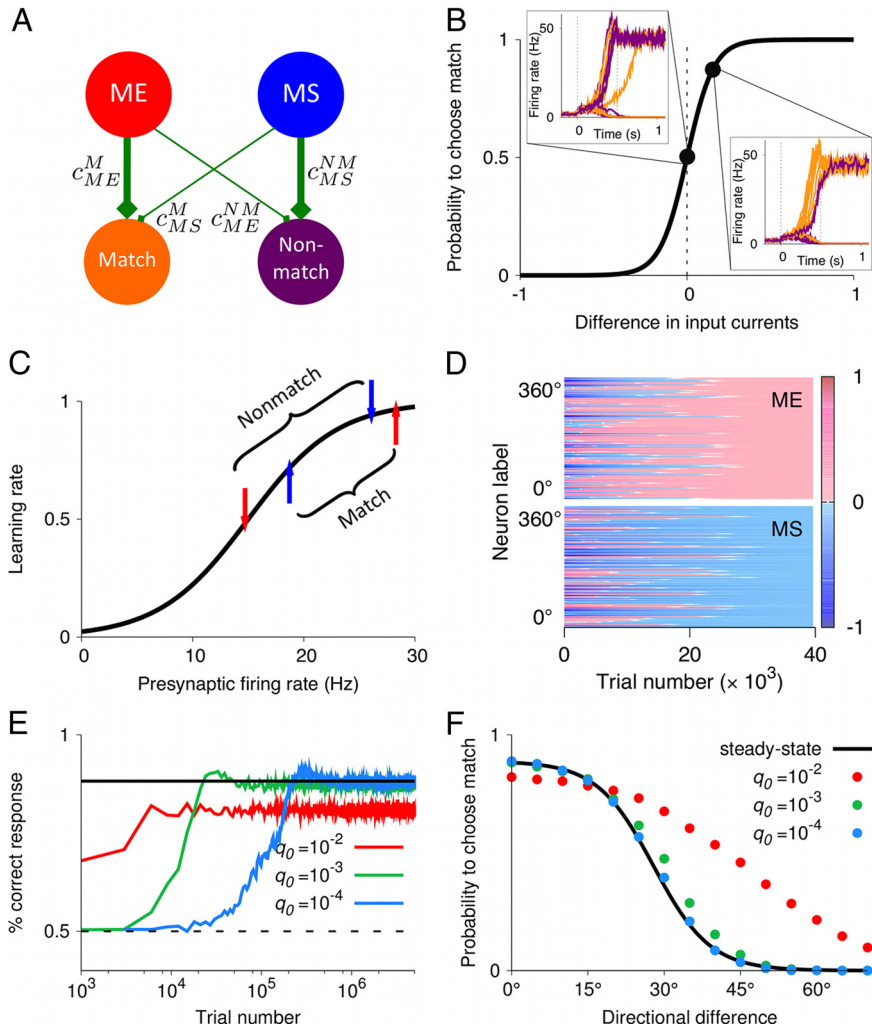 A
ME
MS
c^M_ME
c^NM_MS
c^M_MS
c^NM_ME
Match
Non-
match
B
Probability to choose match
1
0.5
0
-1
0
1
Difference in input currents
Firing rate (Hz)
50
0
0
1
Time (s)
Firing rate (Hz)
50
0
0
1
Time (s)
C
Learning rate
1
0.5
0
0
10
20
30
Presynaptic firing rate (Hz)
Nonmatch
Match
D
Neuron label
360°
0°
360°
0°
ME
MS
1
0
-1
0
20
40
Trial number (× 10^3)
E
% correct response
1
0.5
10^3
10^4
10^5
10^6
Trial number
q_0 =10^-2
q_0 =10^-3
q_0 =10^-4
F
Probability to choose match
1
0
0°
15°
30°
45°
60°
Directional difference
steady-state
q_0 =10^-2
q_0 =10^-3
q_0 =10^-4